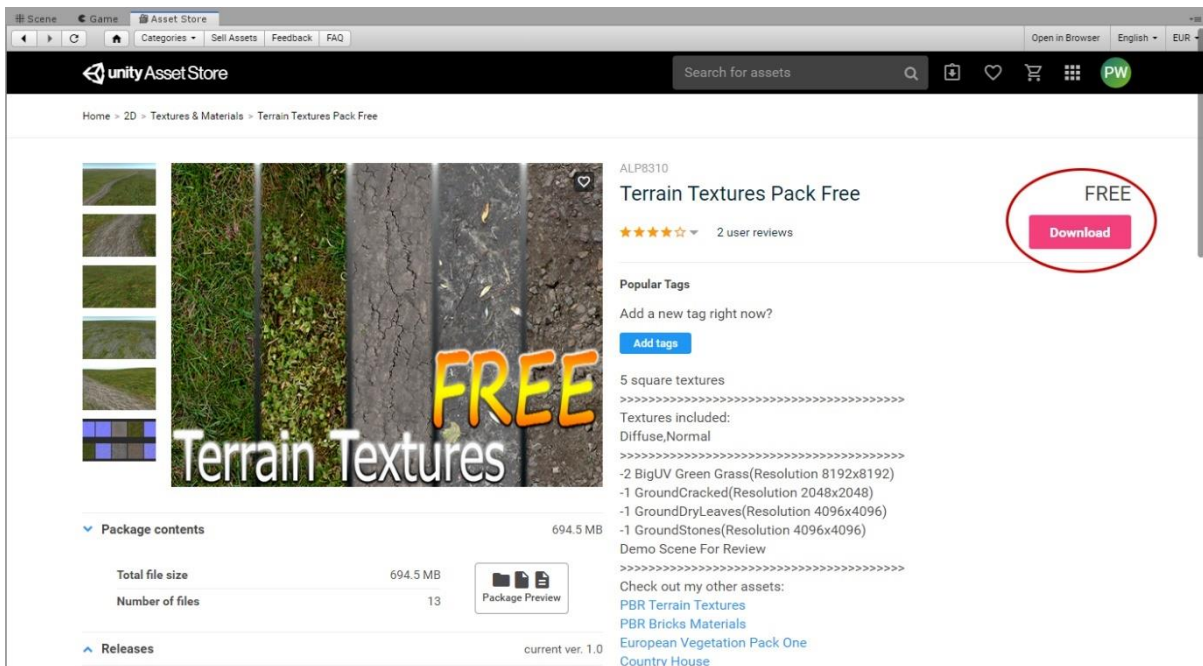 Scene Game Asset Store
Categories Sell Assets Feedback FAQ Open in Browser English EUR
unity Asset Store Search for assets PW
Home > 2D > Textures & Materials > Terrain Textures Pack Free
ALP8310
Terrain Textures Pack Free FREE
2 user reviews Download
Popular Tags
Add a new tag right now?
Add tags
FREE
Terrain Textures
5 square textures
>>>>>>>>>>>>>>>>>>>>>>>>>>>>>>>>>>>>>>>>
Textures included:
Diffuse,Normal
>>>>>>>>>>>>>>>>>>>>>>>>>>>>>>>>>>>>>>>>
-2 BigUV Green Grass(Resolution 8192x8192)
-1 GroundCracked(Resolution 2048x2048)
-1 GroundDryLeaves(Resolution 4096x4096)
-1 GroundStones(Resolution 4096x4096)
Demo Scene For Review
>>>>>>>>>>>>>>>>>>>>>>>>>>>>>>>>>>>>>>>>
Check out my other assets:
PBR Terrain Textures
PBR Bricks Materials
European Vegetation Pack One
Country House
Package contents 694.5 MB
Total file size 694.5 MB
Number of files 13
Package Preview
Releases current ver. 1.0